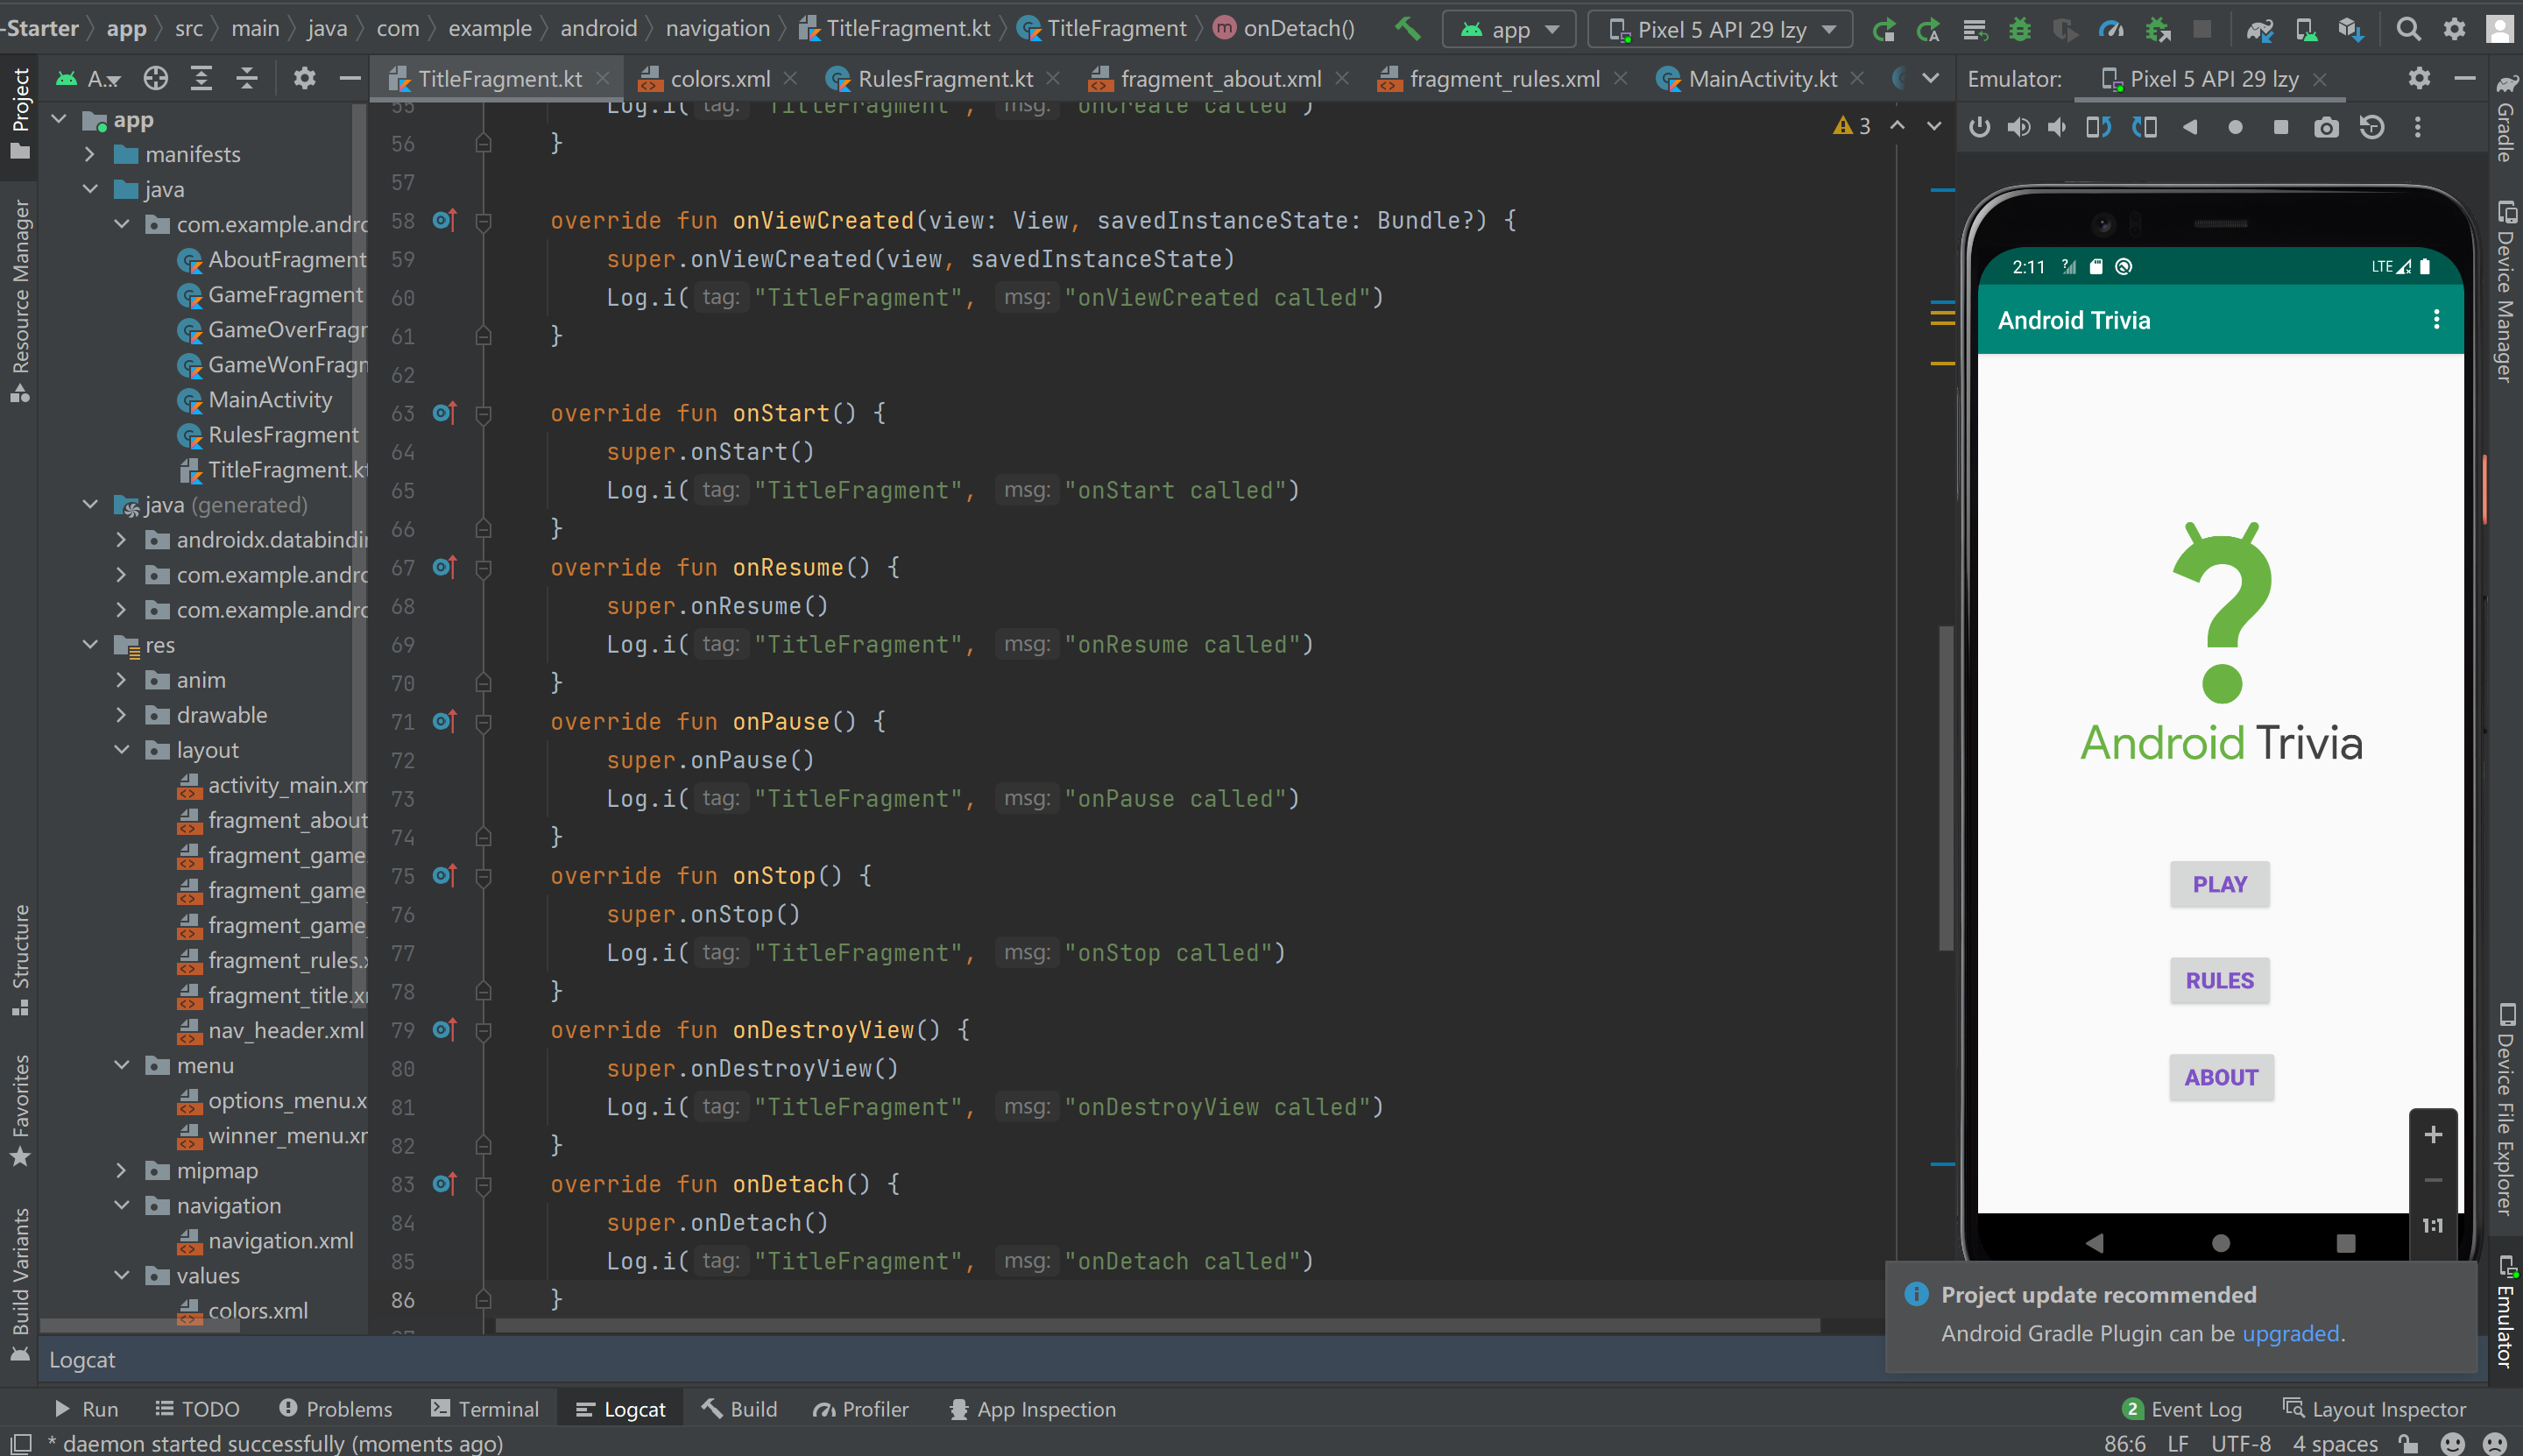 -Starter app src main java com example android navigation TitleFragment.kt TitleFragment onDetach() app Pixel 5 API 29 lzy
A... TitleFragment.kt colors.xml RulesFragment.kt fragment_about.xml fragment_rules.xml MainActivity.kt Emulator: Pixel 5 API 29 lzy
Project
Resource Manager
Structure
Favorites
Build Variants
app
manifests
java
com.example.andro
AboutFragment
GameFragment
GameOverFragn
GameWonFragn
MainActivity
RulesFragment
TitleFragment.kt
java (generated)
androidx.databindin
com.example.andro
com.example.andro
res
anim
drawable
layout
activity_main.xm
fragment_about
fragment_game.
fragment_game_
fragment_game_
fragment_rules.x
fragment_title.x
nav_header.xml
menu
options_menu.x
winner_menu.xm
mipmap
navigation
navigation.xml
values
colors.xml
3
55 Log.i( tag: "TitleFragment", msg: "onCreate called")
56 }
57
58 override fun onViewCreated(view: View, savedInstanceState: Bundle?) {
59 super.onViewCreated(view, savedInstanceState)
60 Log.i( tag: "TitleFragment", msg: "onViewCreated called")
61 }
62
63 override fun onStart() {
64 super.onStart()
65 Log.i( tag: "TitleFragment", msg: "onStart called")
66 }
67 override fun onResume() {
68 super.onResume()
69 Log.i( tag: "TitleFragment", msg: "onResume called")
70 }
71 override fun onPause() {
72 super.onPause()
73 Log.i( tag: "TitleFragment", msg: "onPause called")
74 }
75 override fun onStop() {
76 super.onStop()
77 Log.i( tag: "TitleFragment", msg: "onStop called")
78 }
79 override fun onDestroyView() {
80 super.onDestroyView()
81 Log.i( tag: "TitleFragment", msg: "onDestroyView called")
82 }
83 override fun onDetach() {
84 super.onDetach()
85 Log.i( tag: "TitleFragment", msg: "onDetach called")
86 }
2:11 LTE
Android Trivia
?
Android Trivia
PLAY
RULES
ABOUT
1:1
Gradle
Device Manager
Device File Explorer
Emulator
Project update recommended
Android Gradle Plugin can be upgraded.
Logcat
Run TODO Problems Terminal Logcat Build Profiler App Inspection 2 Event Log Layout Inspector
* daemon started successfully (moments ago) 86:6 LF UTF-8 4 spaces